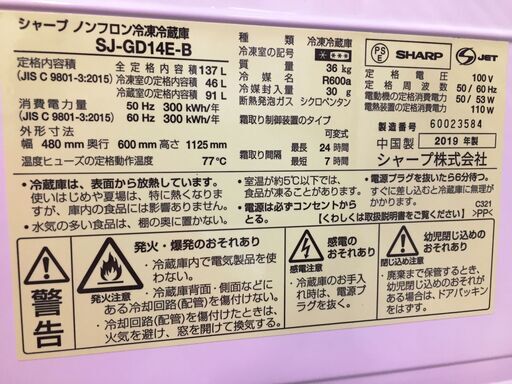 シャープ ノンフロン冷凍冷蔵庫
SJ-GD14E-B
定格内容積 全定格内容積 137 L
(JIS C 9801-3:2015) 冷凍室の定格内容積 46 L
冷蔵室の定格内容積 91 L
消費電力量 50 Hz 300 kWh/年
(JIS C 9801-3:2015) 60 Hz 300 kWh/年
外形寸法
幅 480 mm 奥行 600 mm 高さ 1125 mm
温度ヒューズの定格動作温度 77℃
種類 冷凍冷蔵庫
冷凍室の記号
質量 36 kg
冷媒 R600a
冷媒封入量 30 g
断熱発泡ガス シクロペンタン
霜取り制御装置のタイプ
可変式
霜取り間隔 最長 24 時間
最短 7 時間
PS
E
SHARP
JET
定格電圧 100 V
定格周波数 50 / 60 Hz
電動機の定格消費電力 50 / 53 W
電熱装置の定格消費電力 110 W
製造番号 60023584
中国製 2019 年製
シャープ株式会社
•冷蔵庫は、表面から放熱しています。
使いはじめや夏場は、特に熱くなりますが、
庫内の食品には影響ありません。
•水気の多い食品は、棚の奥に置かない。
•室温が約5℃以下では、
食品が凍ることがあります。
•電源は必ずコンセントから
とる。
•電源プラグを抜いたら6分待つ。
すぐに差し込むと冷蔵庫に無理が
かかります。
【くわしくは取扱説明書をご覧ください】
C321
>PP<
警告
発火・爆発のおそれあり
発火注意
•冷蔵庫内で電気製品を使わ
ない。
•冷蔵庫背面・側面などに
ある冷却回路(配管)を傷付けない。
•冷却回路(配管)を傷付けたときは、
火気を避け、窓を開けて換気する。
感電の
おそれあり
感電注意
•冷蔵庫のお手入
れ時は、電源プ
ラグを抜く。
幼児閉じ込め
のおそれあり
閉じ込め注意
•廃棄まで保管する
時、幼児閉じ込めが
ある場合は、ドアパッキン
をはずす。